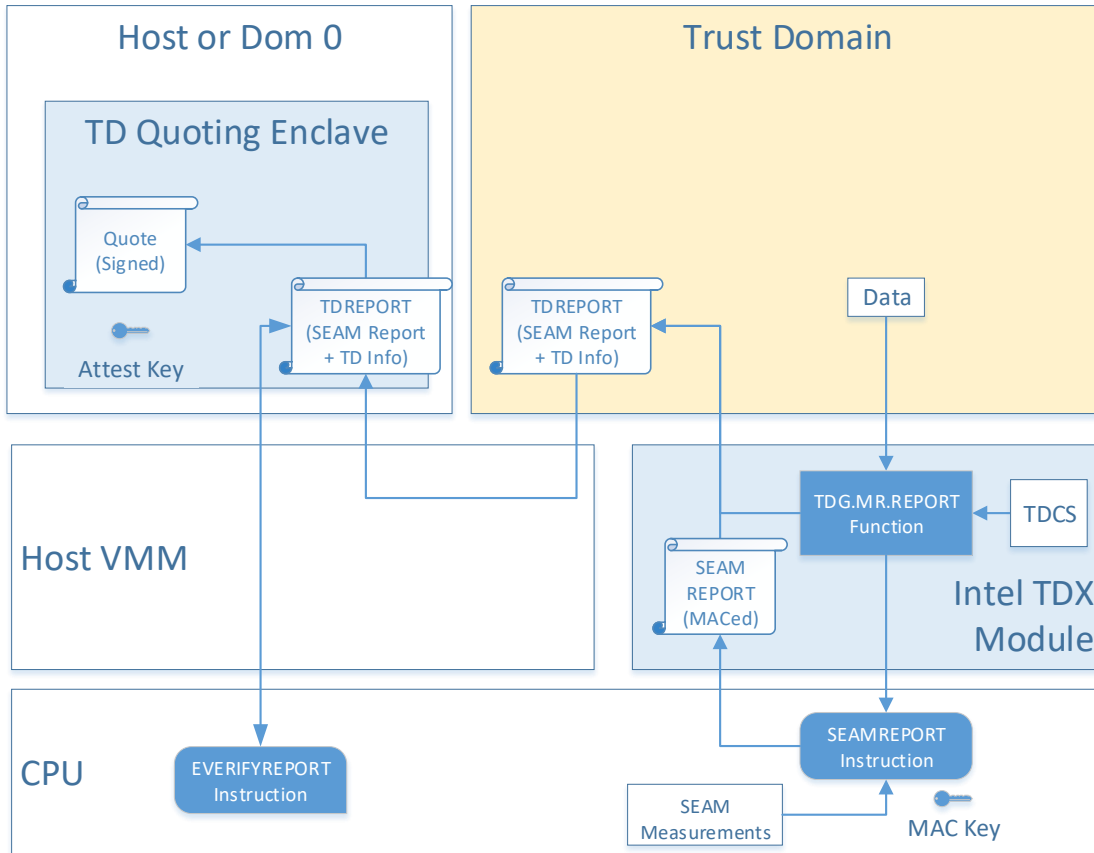 Host or Dom 0
Trust Domain
TD Quoting Enclave
Quote
(Signed)
TDREPORT
(SEAM Report
+ TD Info)
Attest Key
TDREPORT
(SEAM Report
+ TD Info)
Data
Host VMM
TDG.MR.REPORT
Function
TDCS
SEAM
REPORT
(MACed)
Intel TDX
Module
CPU
EVERIFYREPORT
Instruction
SEAMREPORT
Instruction
SEAM
Measurements
MAC Key